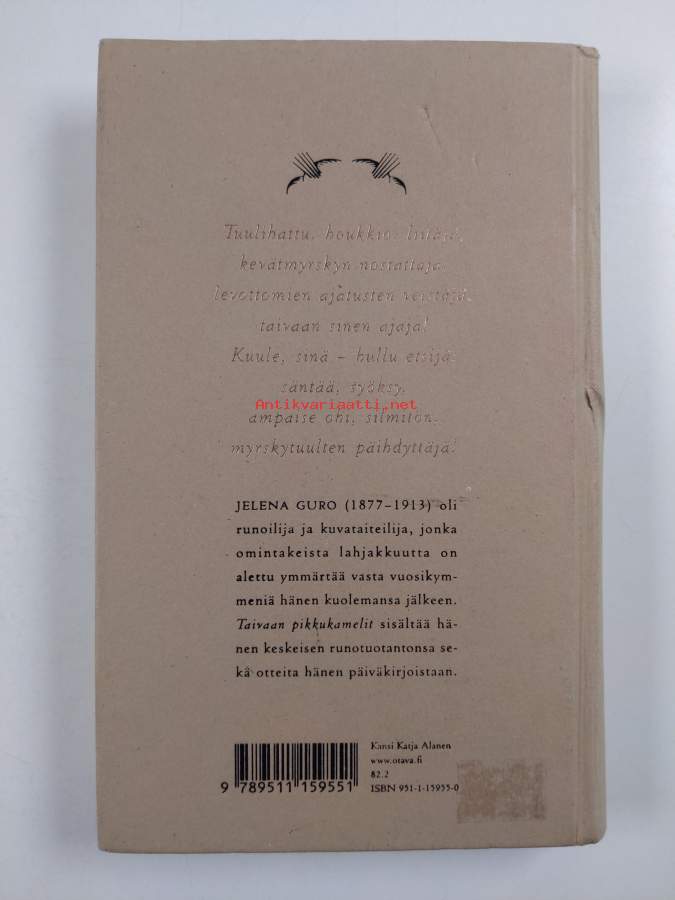 Tuulihattu, houkkio, liitäjä,
kevätmyrskyn nostattaja
levottomien ajatusten veistäjä,
taivaan sinen ajaja!
Kuule, sinä – hullu etsijä,
säntää, syöksy,
Antikvariaatti.net
ampaise ohi, silmitön,
myrskytuulten päihdyttäjä!
JELENA GURO (1877–1913) oli
runoilija ja kuvataiteilija, jonka
omintakeista lahjakkuutta on
alettu ymmärtää vasta vuosikym-
meniä hänen kuolemansa jälkeen.
Taivaan pikkukamelit sisältää hä-
nen keskeisen runotuotantonsa se-
kä otteita hänen päiväkirjoistaan.
Kansi Katja Alanen
www.otava.fi
82.2
ISBN 951-1-15955-0
9 789511 159551